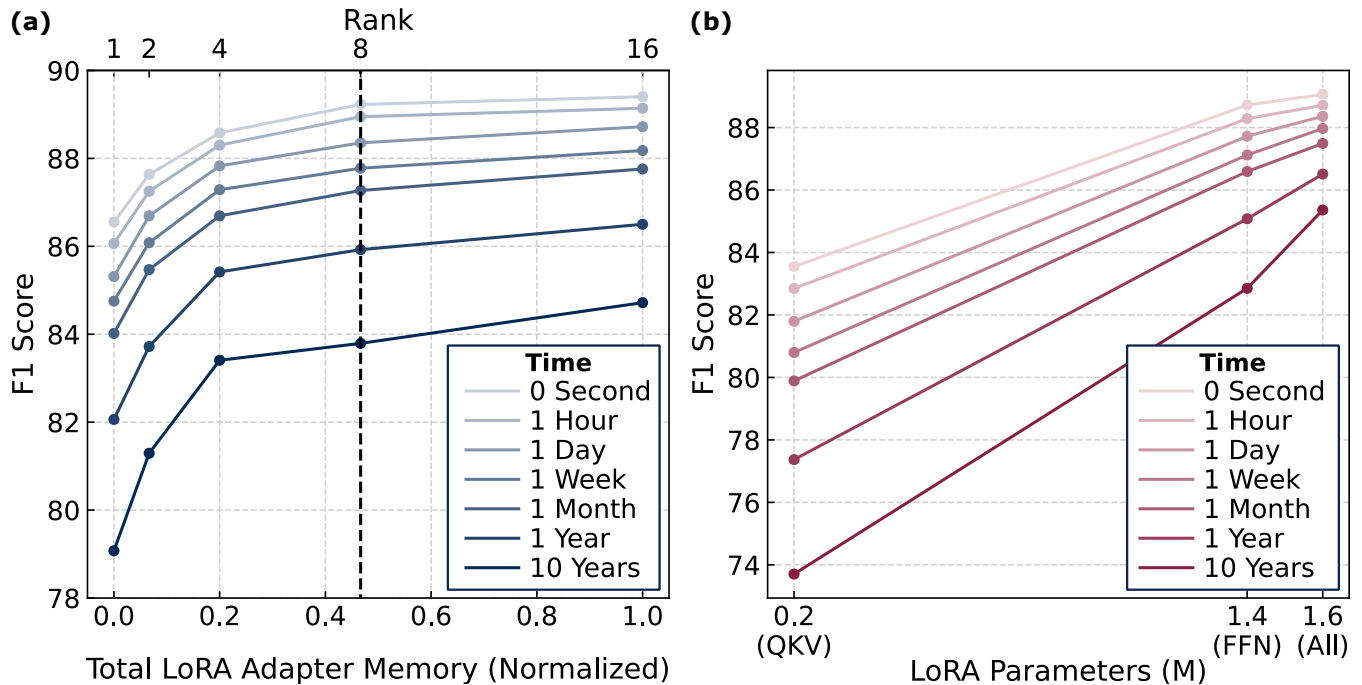 (a)
Rank
1 2 4 8 16
90
88
86
84
82
80
78
F1 Score
Time
0 Second
1 Hour
1 Day
1 Week
1 Month
1 Year
10 Years
0.0 0.2 0.4 0.6 0.8 1.0
Total LoRA Adapter Memory (Normalized)
(b)
88
86
84
82
80
78
76
74
F1 Score
Time
0 Second
1 Hour
1 Day
1 Week
1 Month
1 Year
10 Years
0.2 1.4 1.6
(QKV) (FFN) (All)
LoRA Parameters (M)